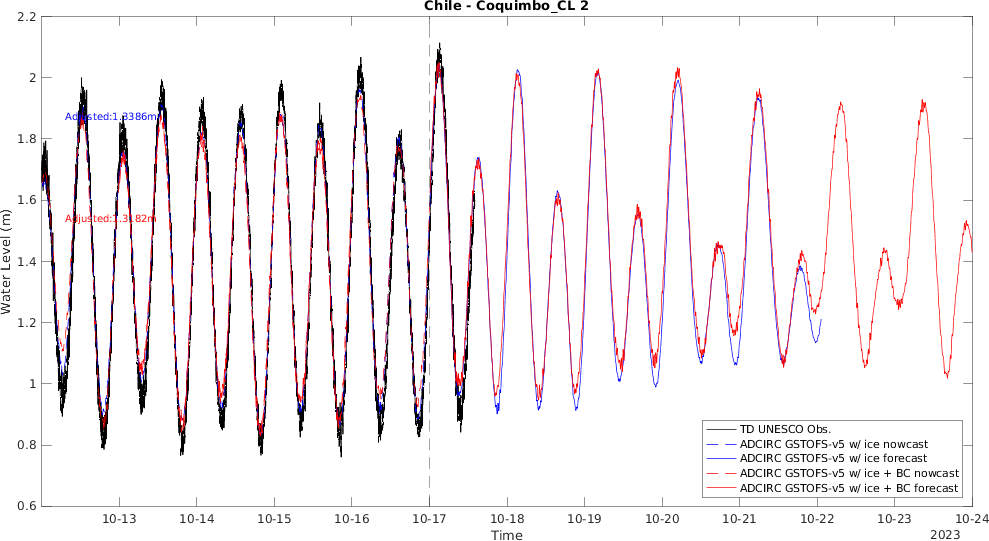 Chile - Coquimbo_CL 2
Water Level (m)
2.2
2
1.8
1.6
1.4
1.2
1
0.8
0.6
Adjusted:1.3386m
Adjusted:1.3182m
TD UNESCO Obs.
ADCIRC GSTOFS-v5 w/ ice nowcast
ADCIRC GSTOFS-v5 w/ ice forecast
ADCIRC GSTOFS-v5 w/ ice + BC nowcast
ADCIRC GSTOFS-v5 w/ ice + BC forecast
10-13 10-14 10-15 10-16 10-17 10-18 10-19 10-20 10-21 10-22 10-23 10-24
Time
2023